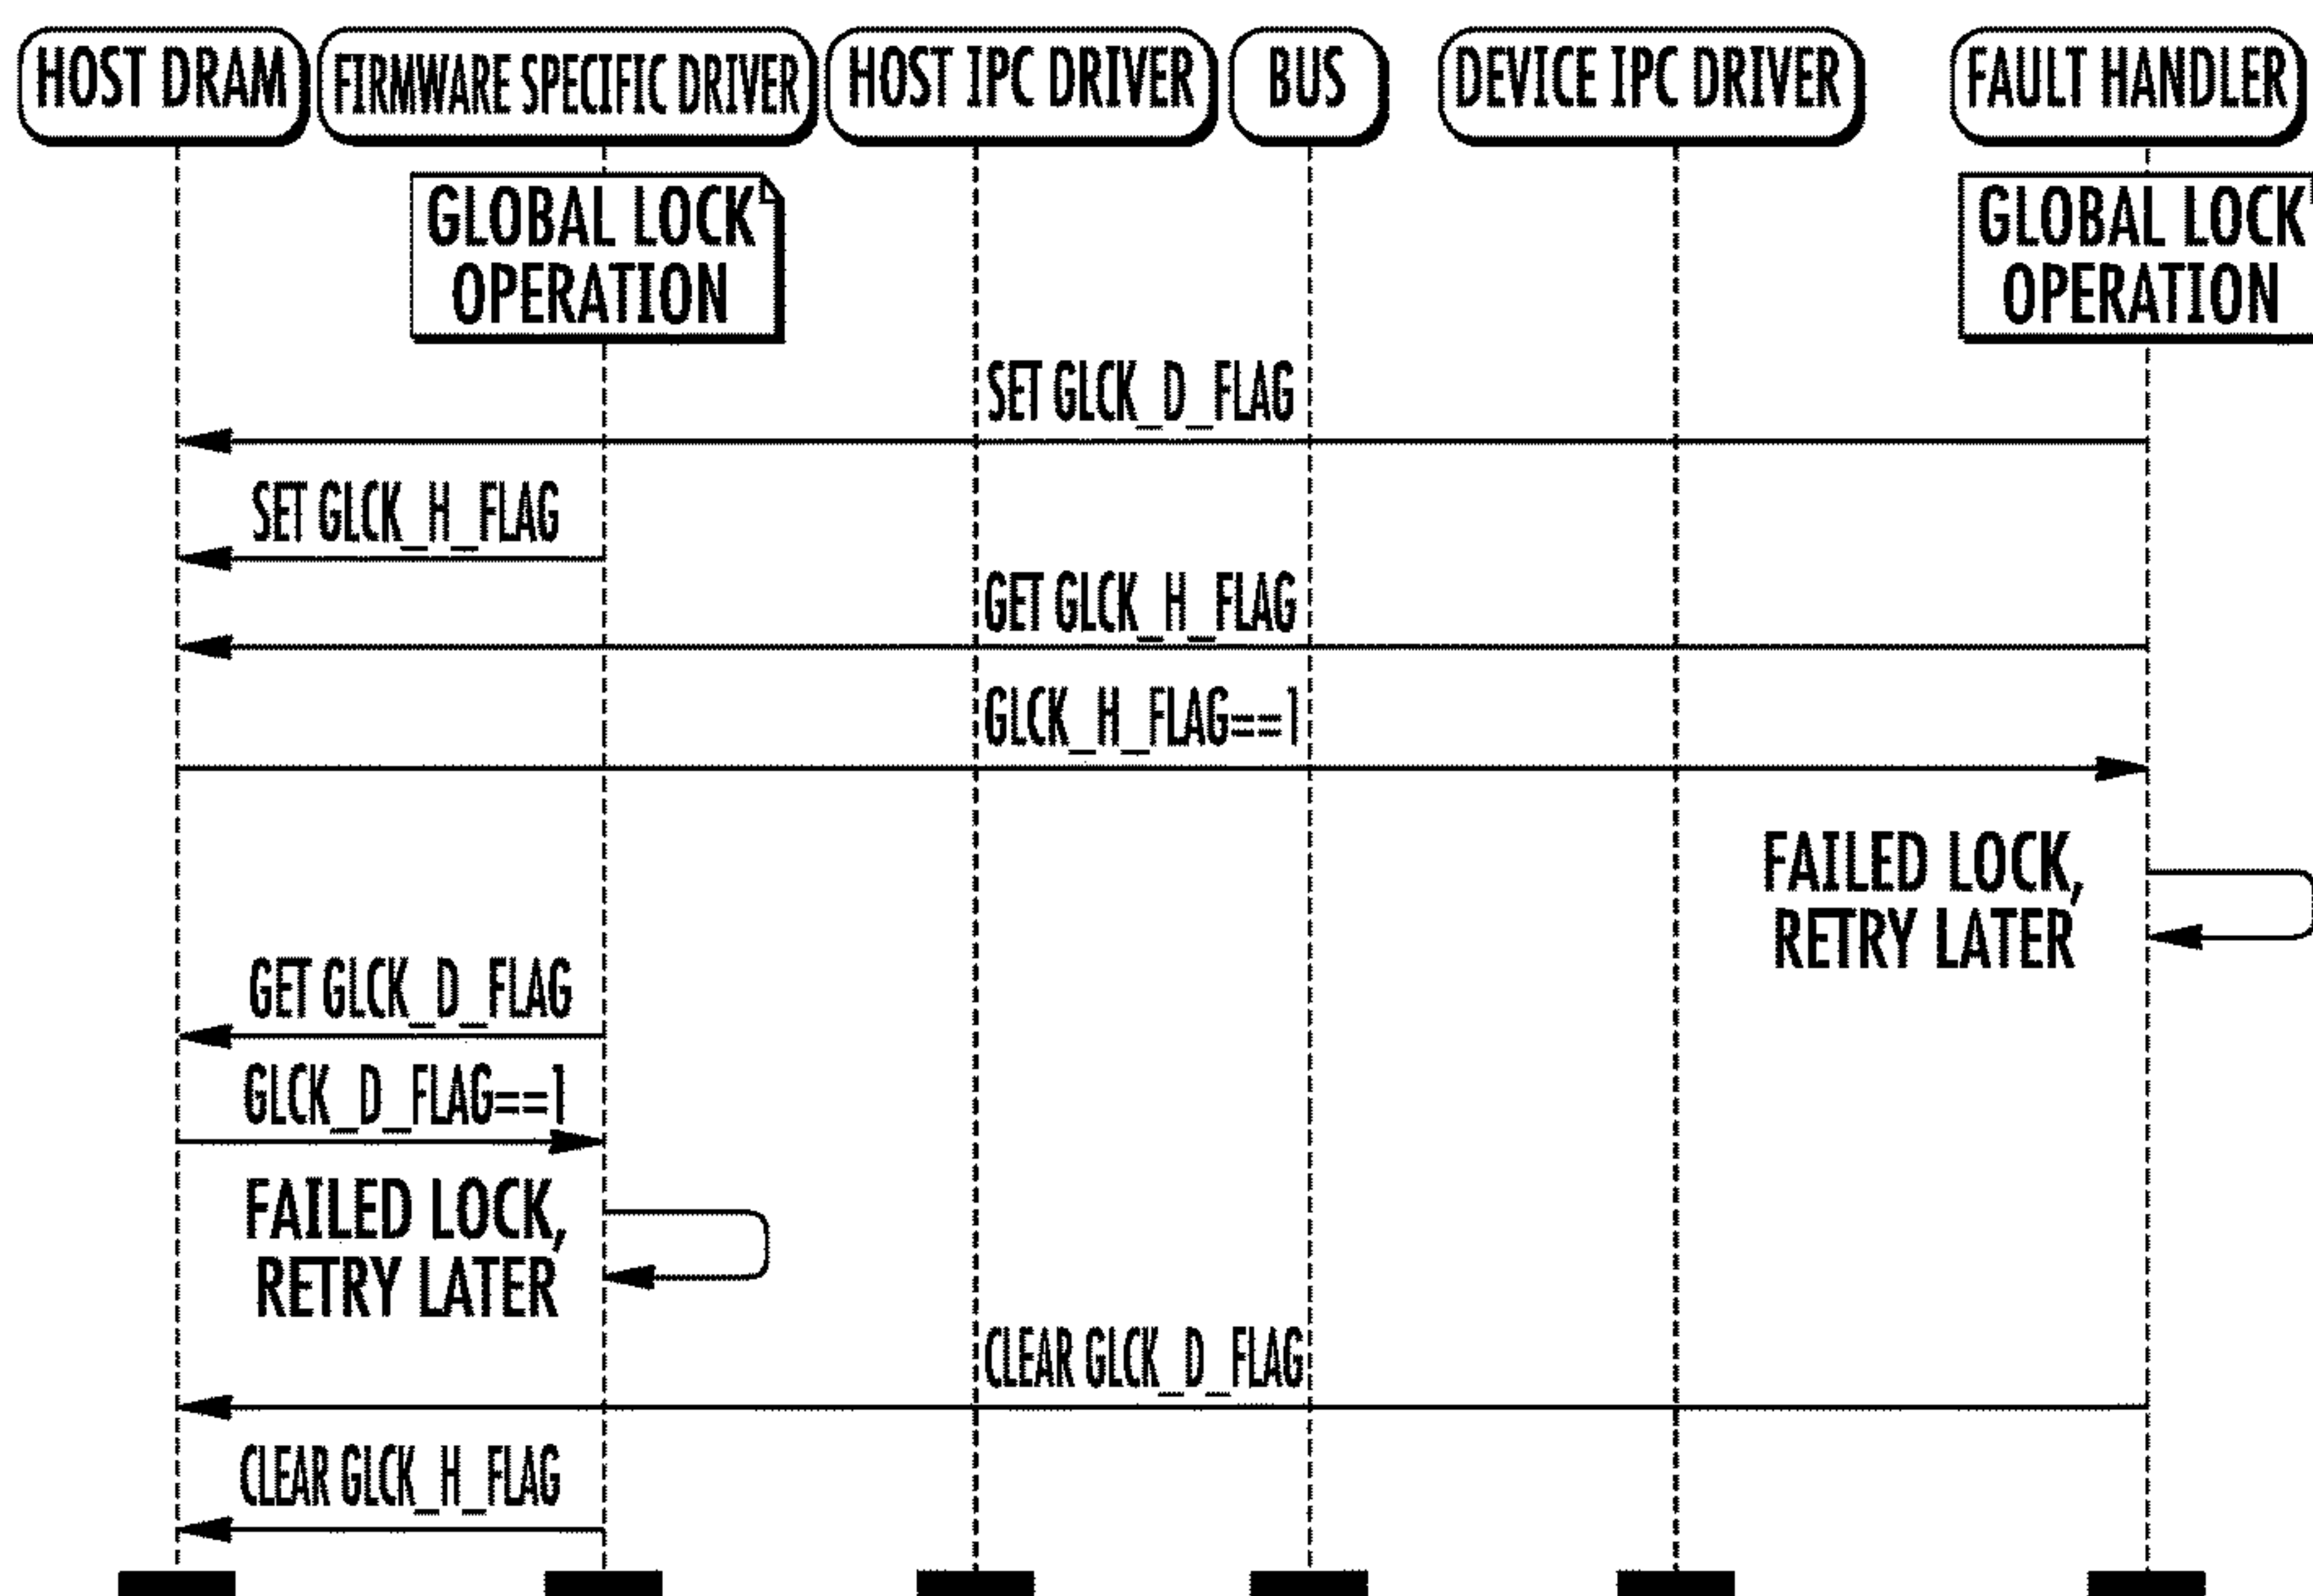 HOST DRAM
FIRMWARE SPECIFIC DRIVER
HOST IPC DRIVER
BUS
DEVICE IPC DRIVER
FAULT HANDLER
GLOBAL LOCK
OPERATION
GLOBAL LOCK
OPERATION
SET GLCK_D_FLAG
SET GLCK_H_FLAG
GET GLCK_H_FLAG
GLCK_H_FLAG==1
FAILED LOCK,
RETRY LATER
GET GLCK_D_FLAG
GLCK_D_FLAG==1
FAILED LOCK,
RETRY LATER
CLEAR GLCK_D_FLAG
CLEAR GLCK_H_FLAG